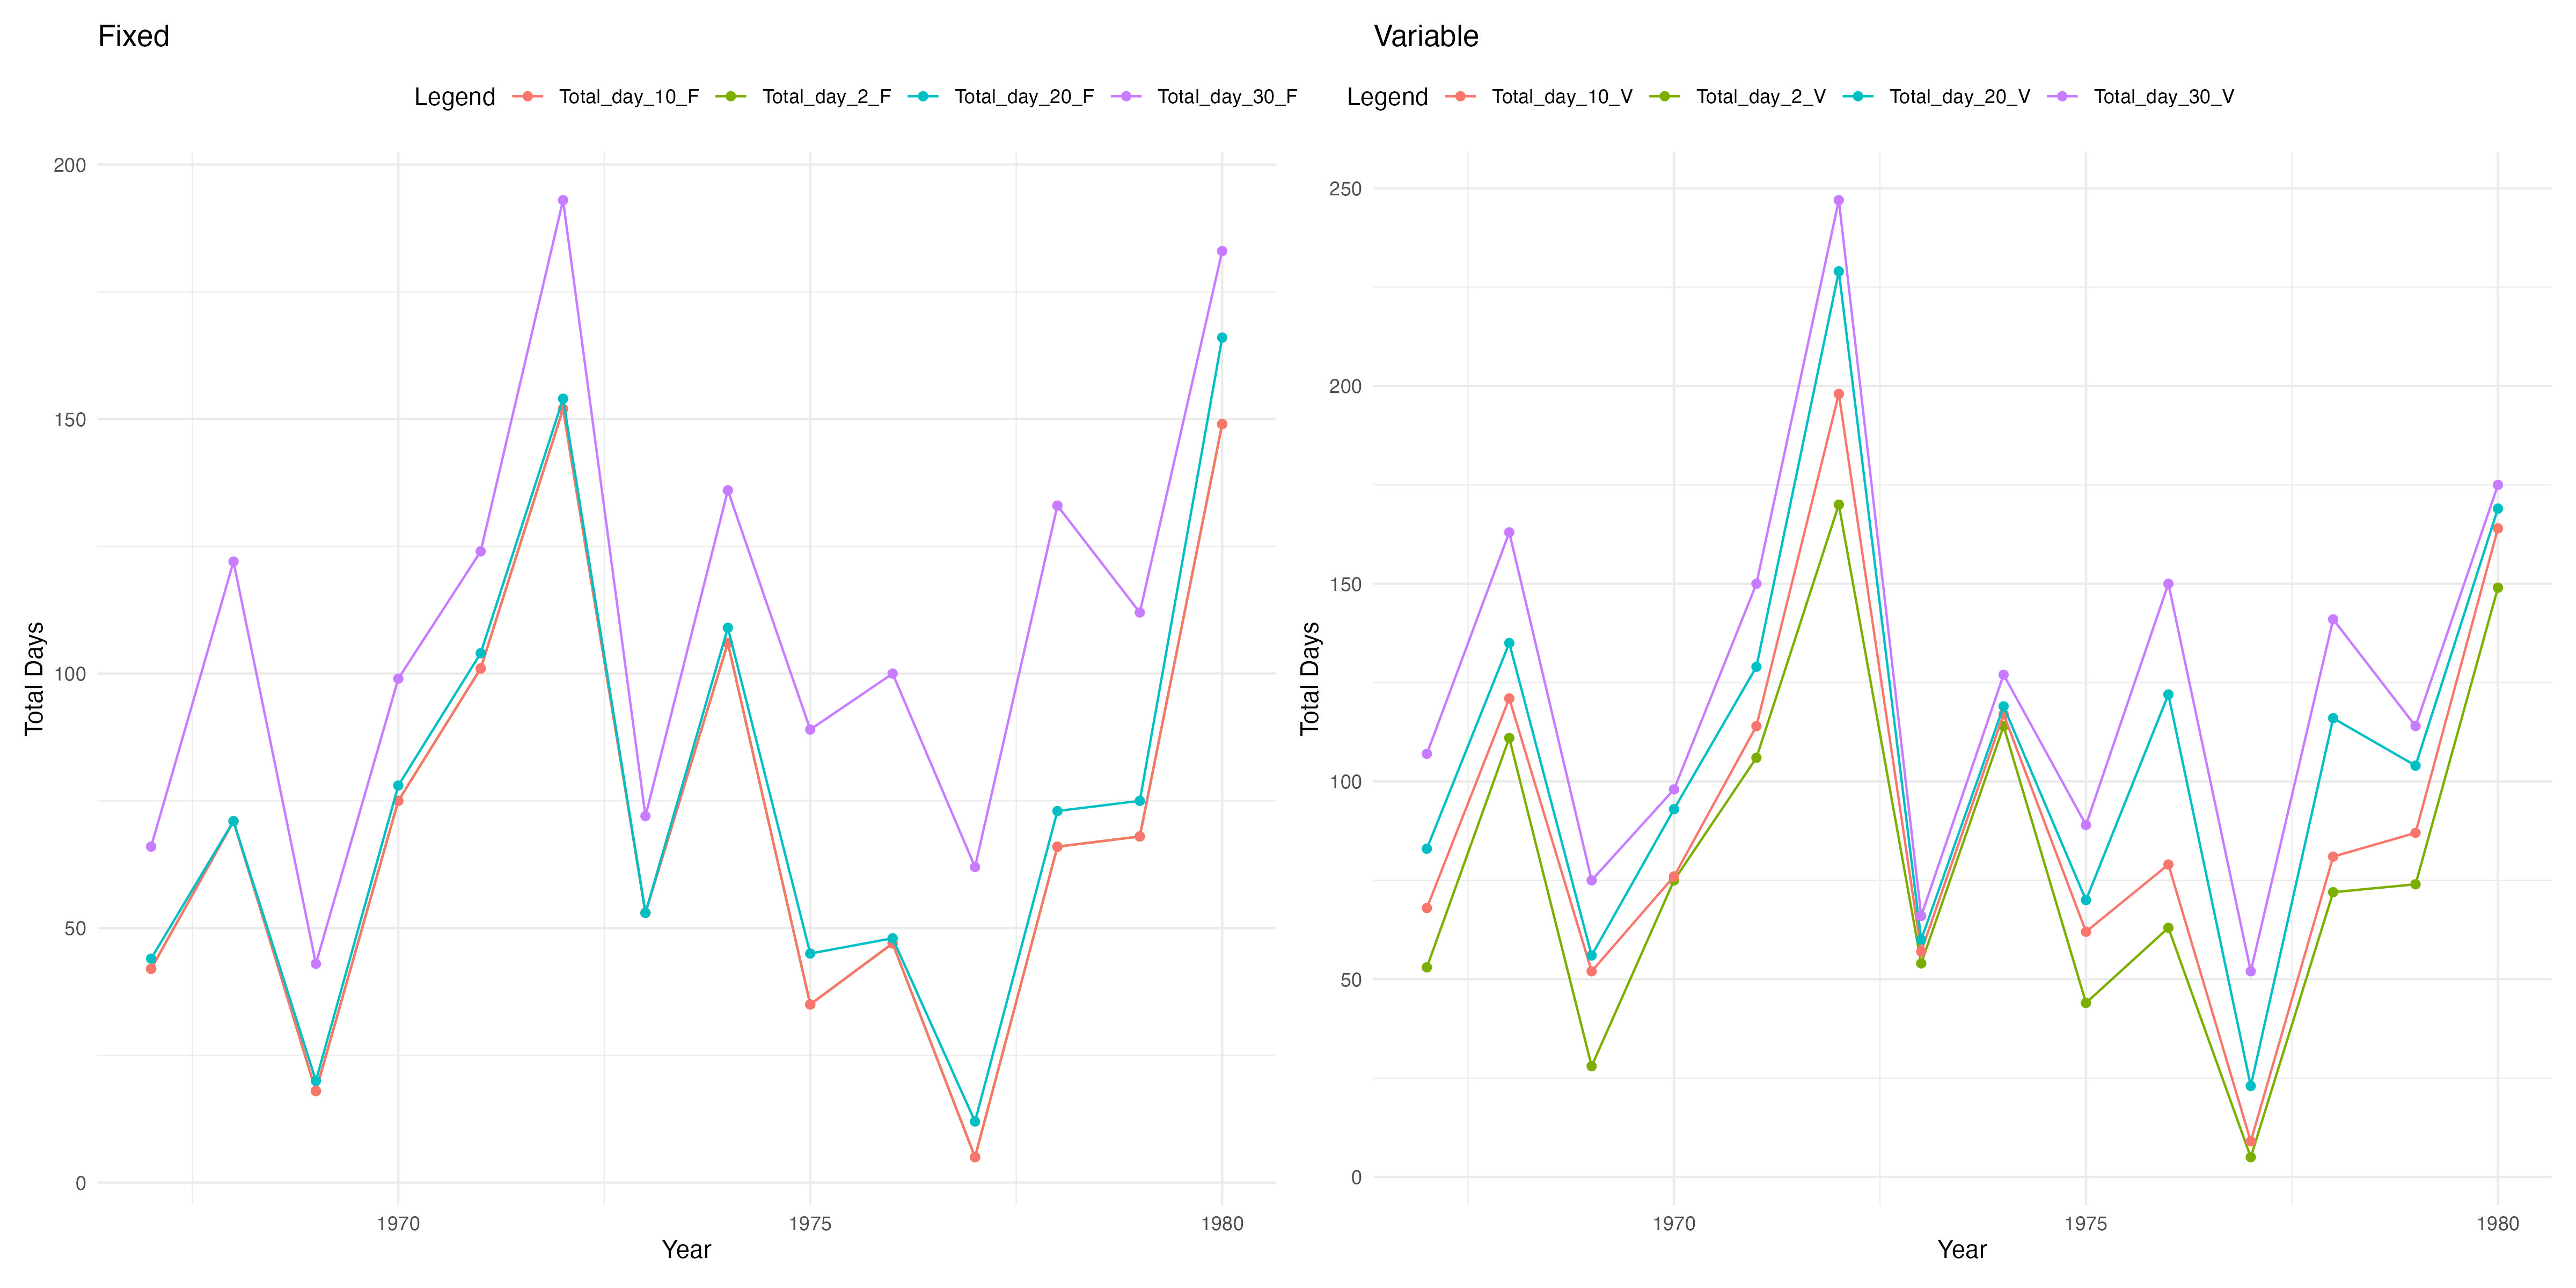 Fixed
Legend Total_day_10_F Total_day_2_F Total_day_20_F Total_day_30_F
200
150
100
50
0
Total Days
1970 1975 1980
Year
Variable
Legend Total_day_10_V Total_day_2_V Total_day_20_V Total_day_30_V
250
200
150
100
50
0
Total Days
1970 1975 1980
Year